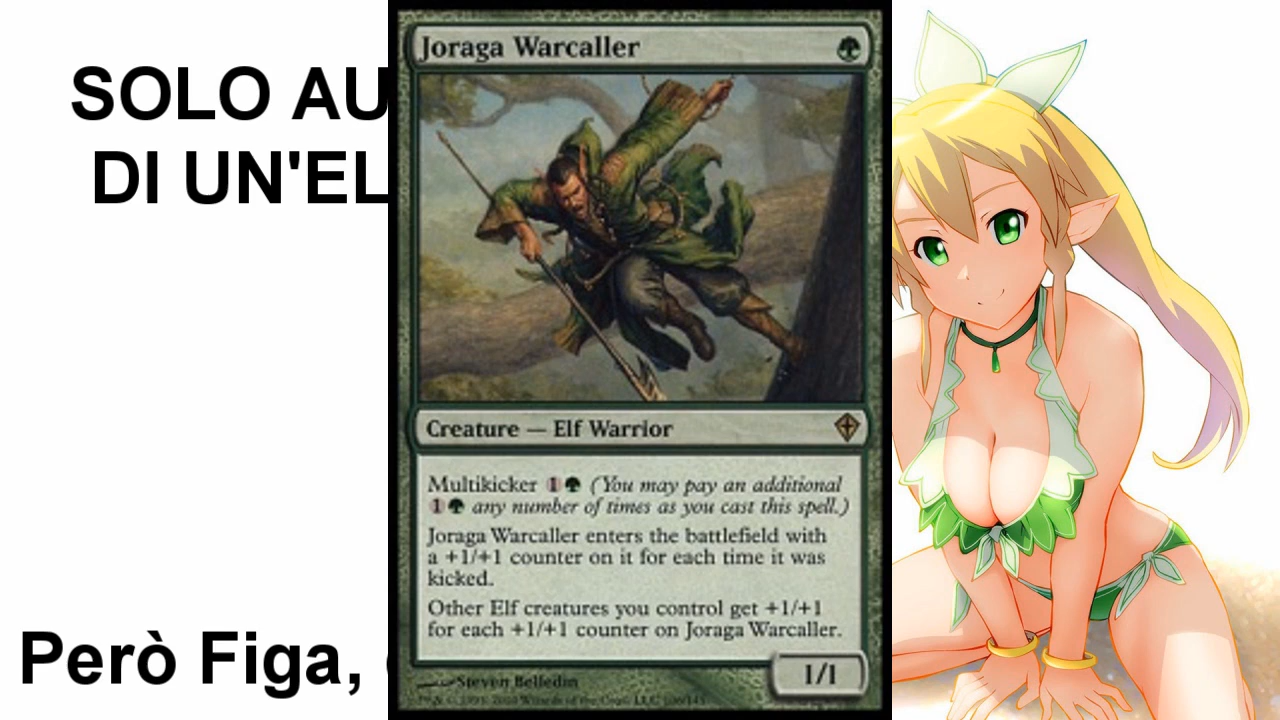 SOLO AU
DI UN'EL
Però Figa,
Joraga Warcaller
Creature — Elf Warrior
Multikicker 1 (You may pay an additional
1 any number of times as you cast this spell.)
Joraga Warcaller enters the battlefield with
a +1/+1 counter on it for each time it was
kicked.
Other Elf creatures you control get +1/+1
for each +1/+1 counter on Joraga Warcaller.
1/1
Steven Belledin